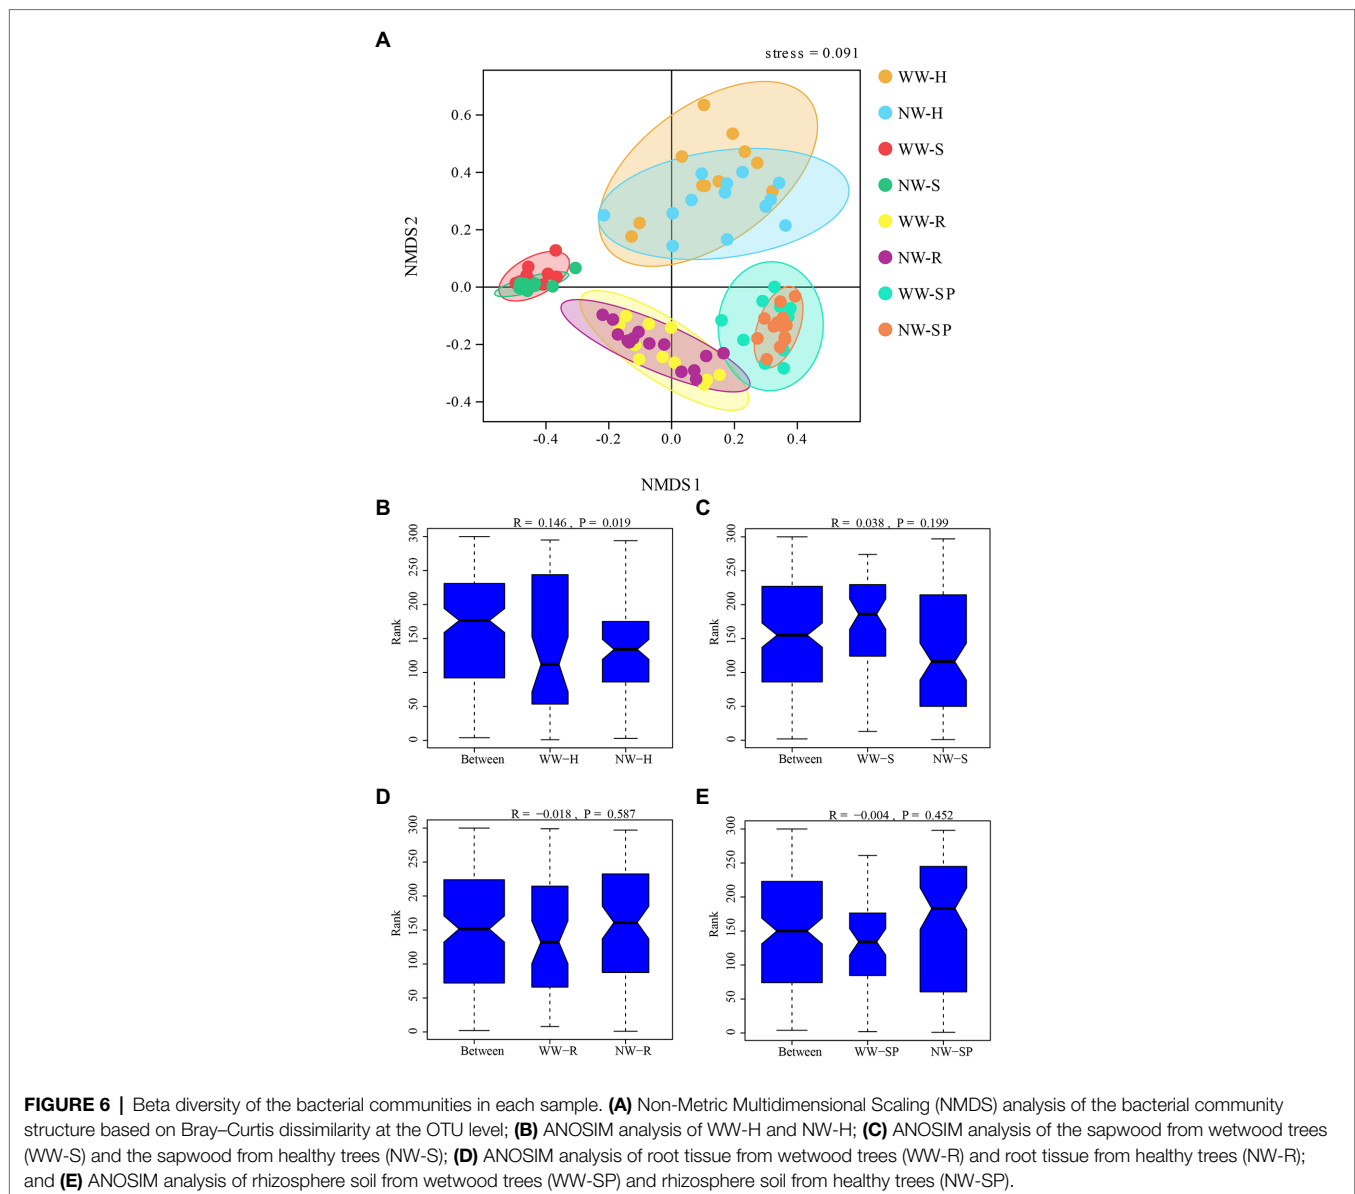 A
stress = 0.091
WW-H
NW-H
WW-S
NW-S
WW-R
NW-R
WW-SP
NW-SP
NMDS2
0.6
0.4
0.2
0.0
-0.2
-0.4
-0.4 -0.2 0.0 0.2 0.4
NMDS1
B
R = 0.146 , P = 0.019
Rank
300
250
200
150
100
50
0
Between WW−H NW−H
C
R = 0.038 , P = 0.199
Rank
300
250
200
150
100
50
0
Between WW−S NW−S
D
R = −0.018 , P = 0.587
Rank
300
250
200
150
100
50
0
Between WW−R NW−R
E
R = −0.004 , P = 0.452
Rank
300
250
200
150
100
50
0
Between WW−SP NW−SP
FIGURE 6 | Beta diversity of the bacterial communities in each sample. (A) Non-Metric Multidimensional Scaling (NMDS) analysis of the bacterial community
structure based on Bray–Curtis dissimilarity at the OTU level; (B) ANOSIM analysis of WW-H and NW-H; (C) ANOSIM analysis of the sapwood from wetwood trees
(WW-S) and the sapwood from healthy trees (NW-S); (D) ANOSIM analysis of root tissue from wetwood trees (WW-R) and root tissue from healthy trees (NW-R);
and (E) ANOSIM analysis of rhizosphere soil from wetwood trees (WW-SP) and rhizosphere soil from healthy trees (NW-SP).